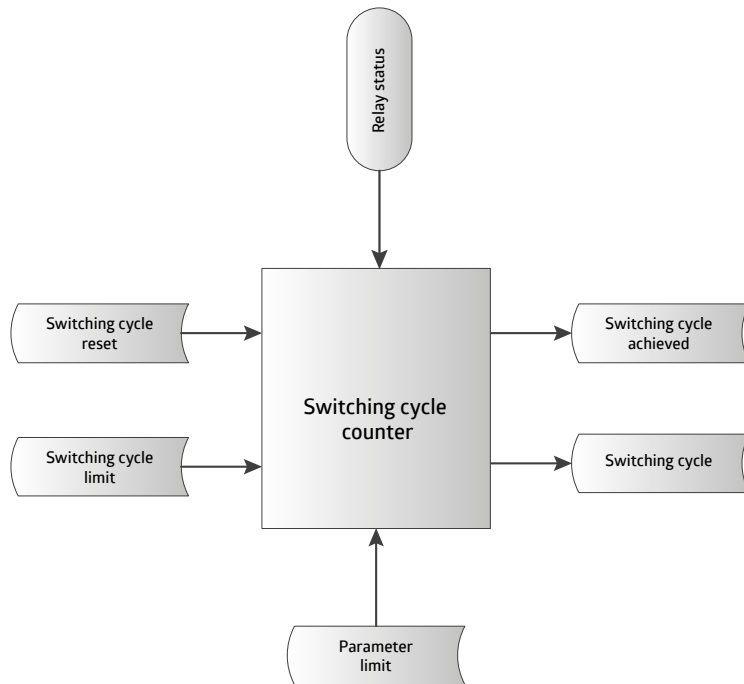 Relay status
Switching cycle
reset
Switching cycle
achieved
Switching cycle
counter
Switching cycle
limit
Switching cycle
Parameter
limit